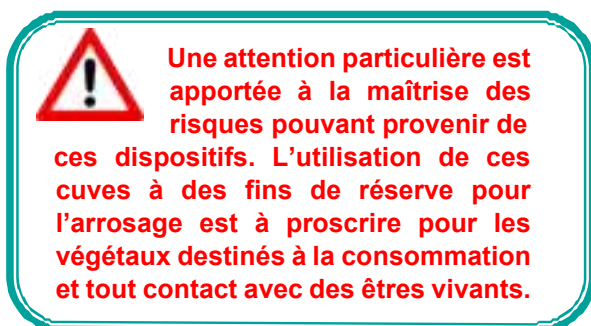 Une attention particulière est
apportée à la maîtrise des
risques pouvant provenir de
ces dispositifs. L’utilisation de ces
cuves à des fins de réserve pour
l’arrosage est à proscrire pour les
végétaux destinés à la consommation
et tout contact avec des êtres vivants.